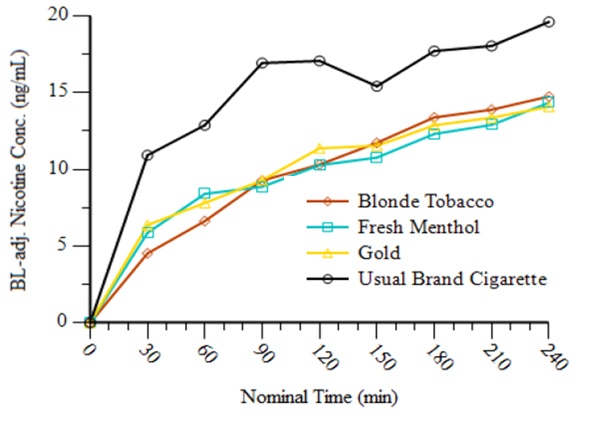 BL-adj. Nicotine Conc. (ng/mL)
20
15
10
5
0
Blonde Tobacco
Fresh Menthol
Gold
Usual Brand Cigarette
0 30 60 90 120 150 180 210 240
Nominal Time (min)